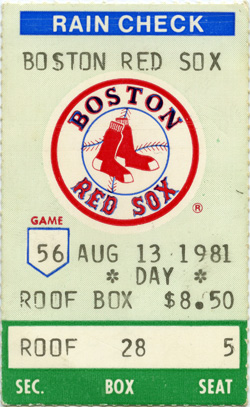 RAIN CHECK
BOSTON RED SOX
BOSTON
RED SOX
®
GAME
56 AUG 13 1981
* DAY *
ROOF BOX $8.50
ROOF 28 5
SEC. BOX SEAT